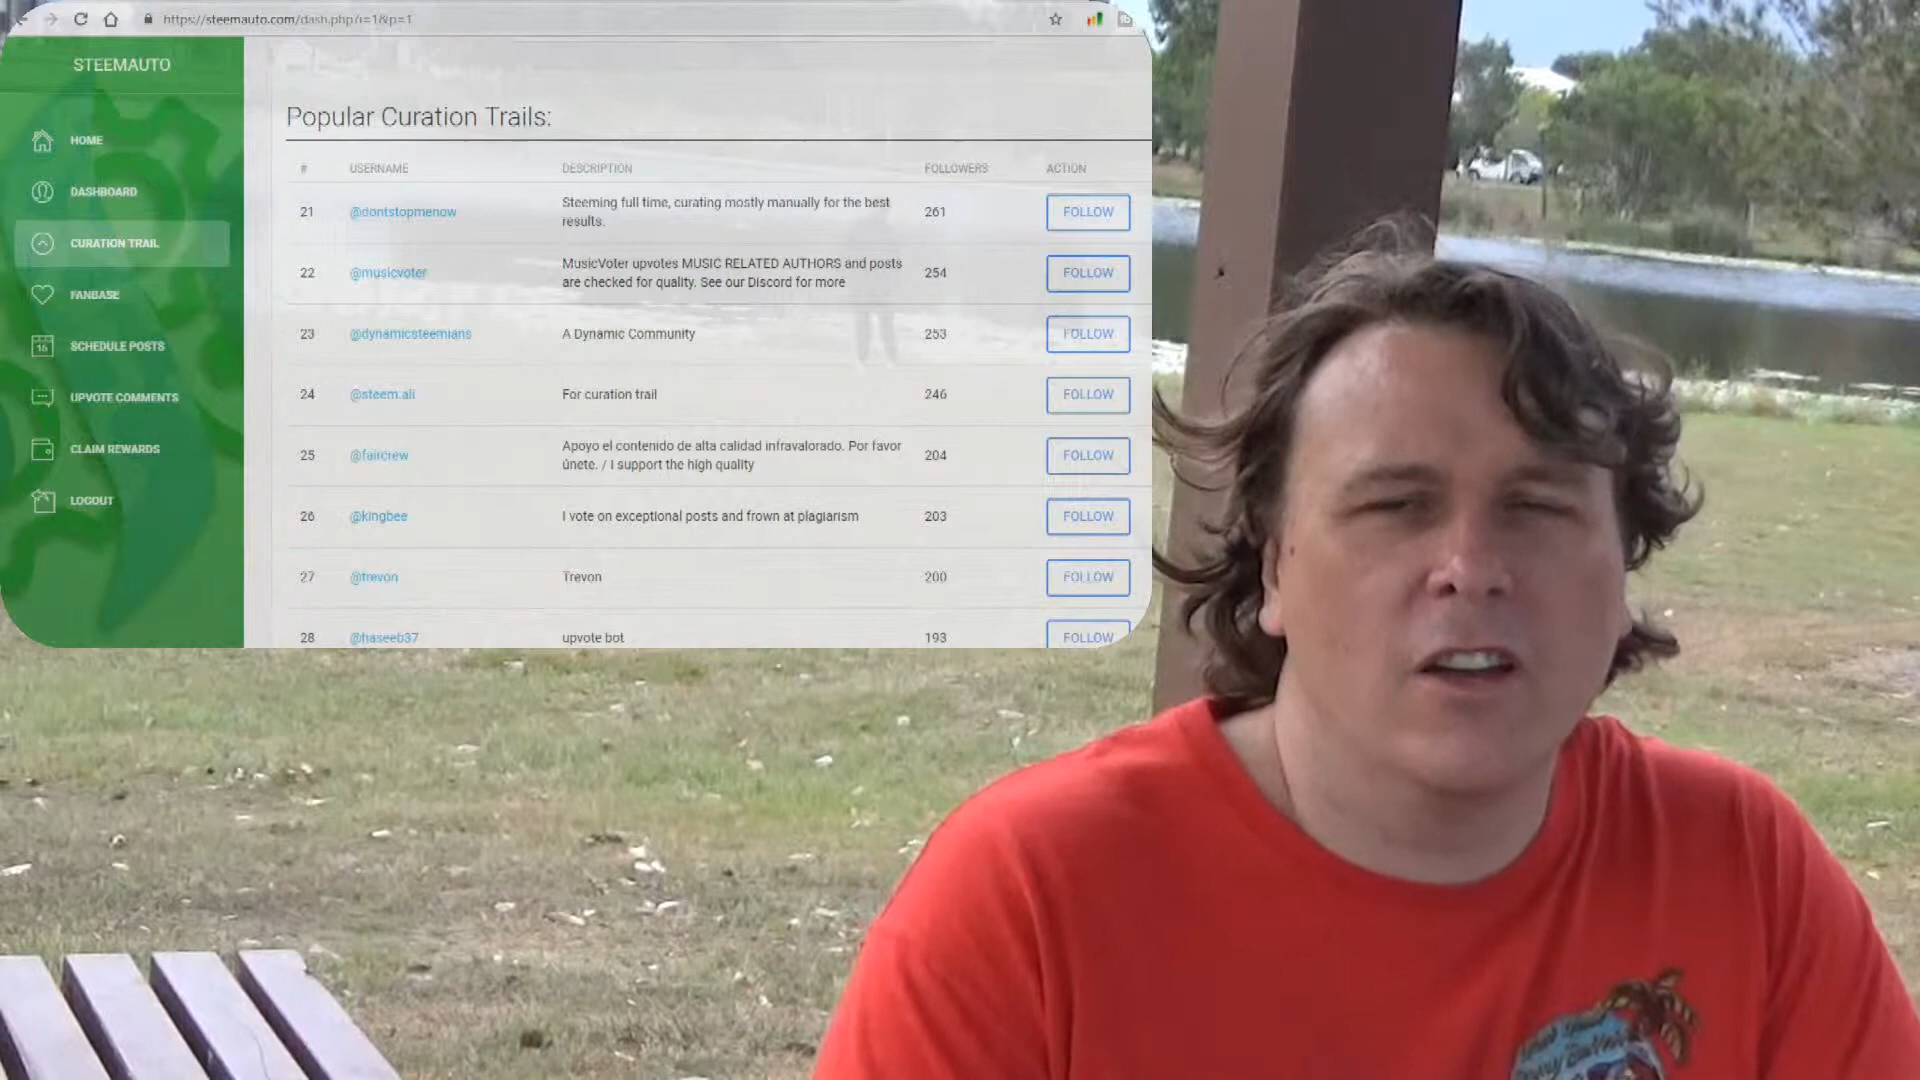 https://steemauto.com/dash.php?i=1&p=1
STEEMAUTO
HOME
DASHBOARD
CURATION TRAIL
FANBASE
16
SCHEDULE POSTS
UPVOTE COMMENTS
CLAIM REWARDS
LOGOUT
Popular Curation Trails:
# USERNAME DESCRIPTION FOLLOWERS ACTION
21 @dontstopmenow Steeming full time, curating mostly manually for the best 261 FOLLOW
results.
22 @musicvoter MusicVoter upvotes MUSIC RELATED AUTHORS and posts 254 FOLLOW
are checked for quality. See our Discord for more
23 @dynamicsteemians A Dynamic Community 253 FOLLOW
24 @steem.ali For curation trail 246 FOLLOW
25 @faircrew Apoyo el contenido de alta calidad infravalorado. Por favor 204 FOLLOW
únete. / I support the high quality
26 @kingbee I vote on exceptional posts and frown at plagiarism 203 FOLLOW
27 @trevon Trevon 200 FOLLOW
28 @haseeb37 upvote bot 193 FOLLOW